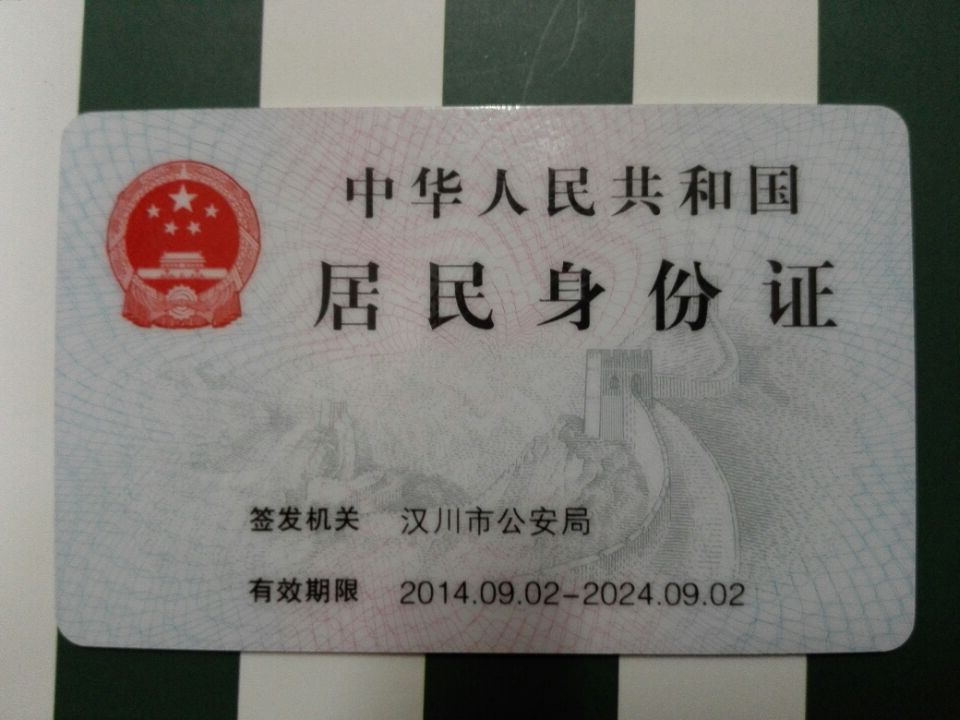 中华人民共和国
居民身份证
签发机关 汉川市公安局
有效期限 2014.09.02-2024.09.02